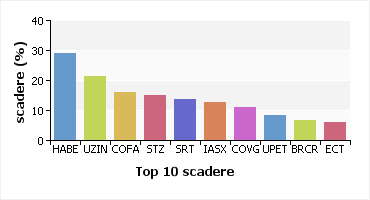 scadere (%)
40
30
20
10
0
HABE UZIN COFA STZ SRT IASX COVG UPET BRCR ECT
Top 10 scadere